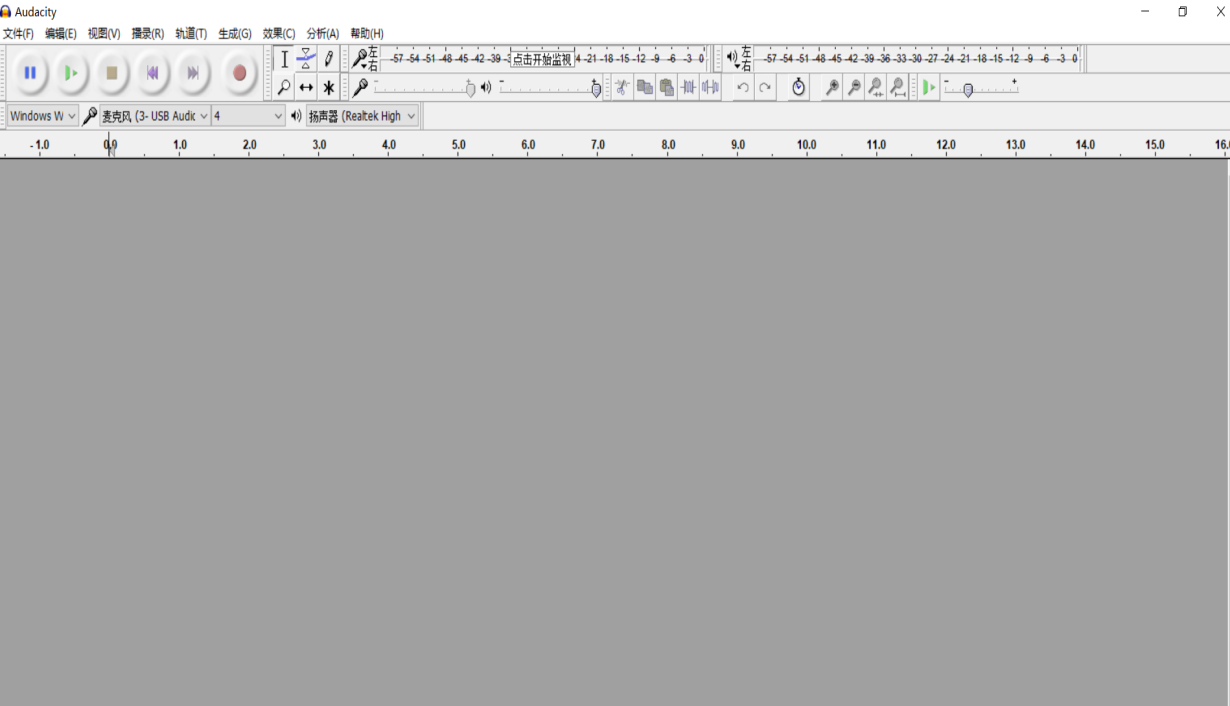 Audacity
文件(F) 编辑(E) 视图(V) 播录(R) 轨道(T) 生成(G) 效果(C) 分析(A) 帮助(H)
左 -57 -54 -51 -48 -45 -42 -39 点击开始监视 -21 -18 -15 -12 -9 -6 -3 0 左 -57 -54 -51 -48 -45 -42 -39 -36 -33 -30 -27 -24 -21 -18 -15 -12 -9 -6 -3 0
右 右
Windows W 麦克风 (3- USB Audic 4 扬声器 (Realtek High
-1.0 0.0 1.0 2.0 3.0 4.0 5.0 6.0 7.0 8.0 9.0 10.0 11.0 12.0 13.0 14.0 15.0 16.